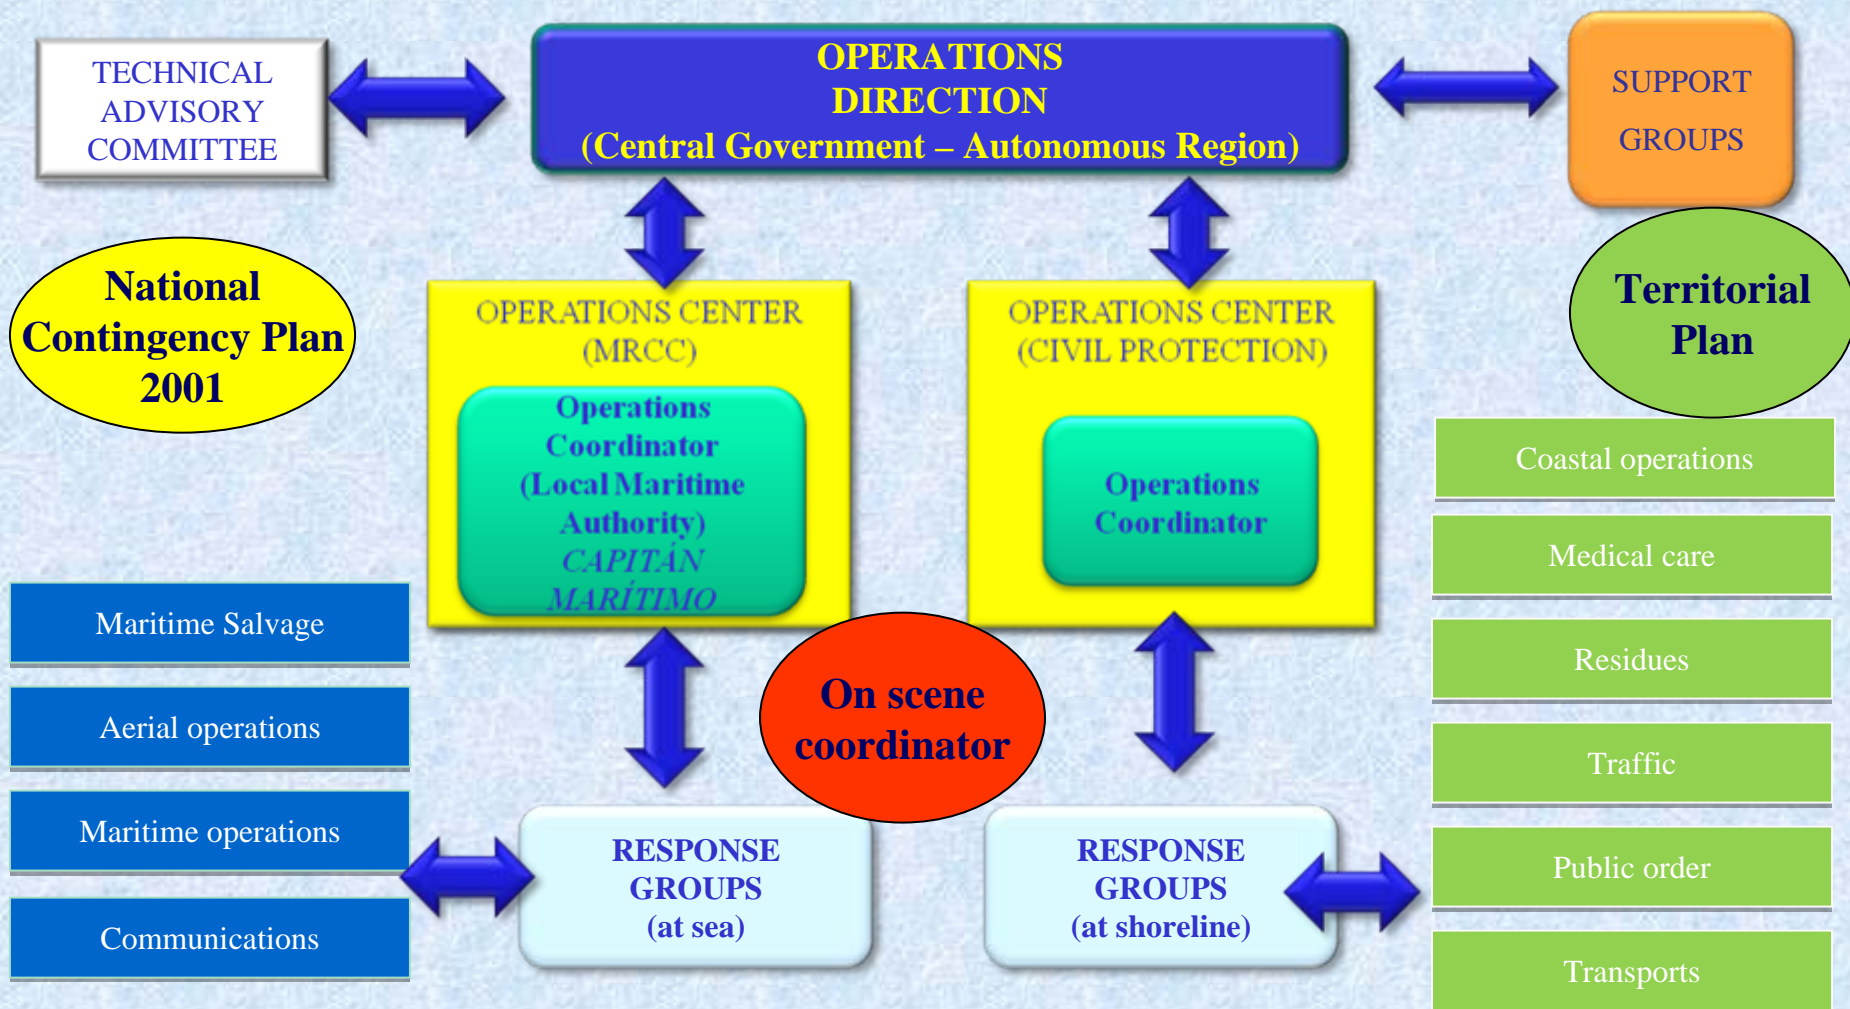 TECHNICAL
ADVISORY
COMMITTEE
OPERATIONS
DIRECTION
(Central Government – Autonomous Region)
SUPPORT
GROUPS
National
Contingency Plan
2001
OPERATIONS CENTER
(MRCC)
Operations
Coordinator
(Local Maritime
Authority)
CAPITÁN
MARÍTIMO
OPERATIONS CENTER
(CIVIL PROTECTION)
Operations
Coordinator
Territorial
Plan
Maritime Salvage
Aerial operations
Maritime operations
Communications
On scene
coordinator
RESPONSE
GROUPS
(at sea)
RESPONSE
GROUPS
(at shoreline)
Coastal operations
Medical care
Residues
Traffic
Public order
Transports